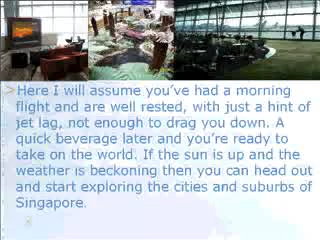 Here I will assume you've had a morning
flight and are well rested, with just a hint of
jet lag, not enough to drag you down. A
quick beverage later and you're ready to
take on the world. If the sun is up and the
weather is beckoning then you can head out
and start exploring the cities and suburbs of
Singapore.